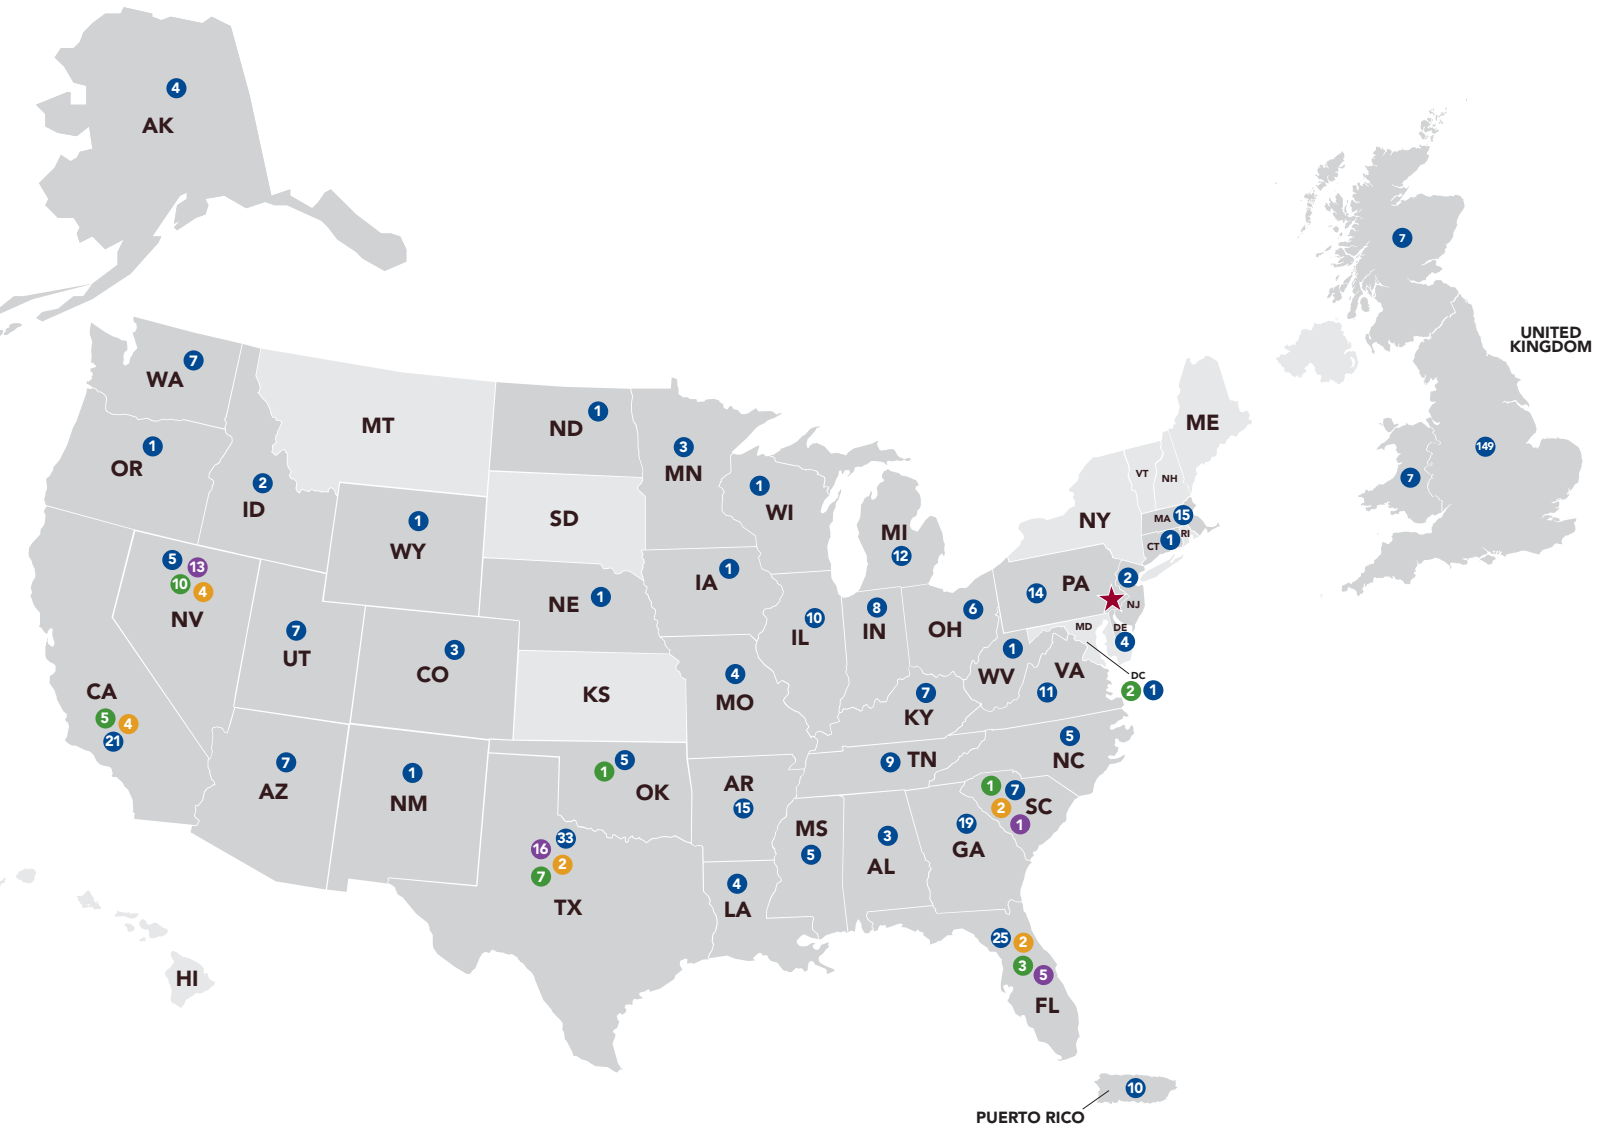 4
AK
7
UNITED
KINGDOM
149
7
7
WA
1
OR
2
ID
MT
1
ND
3
MN
1
WI
SD
1
WY
MI
12
ME
VT
NH
NY
MA
15
CT
1
RI
5
13
10
4
NV
1
IA
1
NE
10
IL
8
IN
6
OH
14
PA
2
NJ
MD
DE
4
7
UT
3
CO
KS
4
MO
7
KY
1
WV
VA
11
DC
2
1
CA
5
4
21
7
AZ
1
NM
5
1
OK
AR
15
9
TN
5
NC
1
7
2
SC
1
MS
5
3
AL
19
GA
33
16
2
7
TX
4
LA
25
2
3
5
FL
HI
10
PUERTO RICO